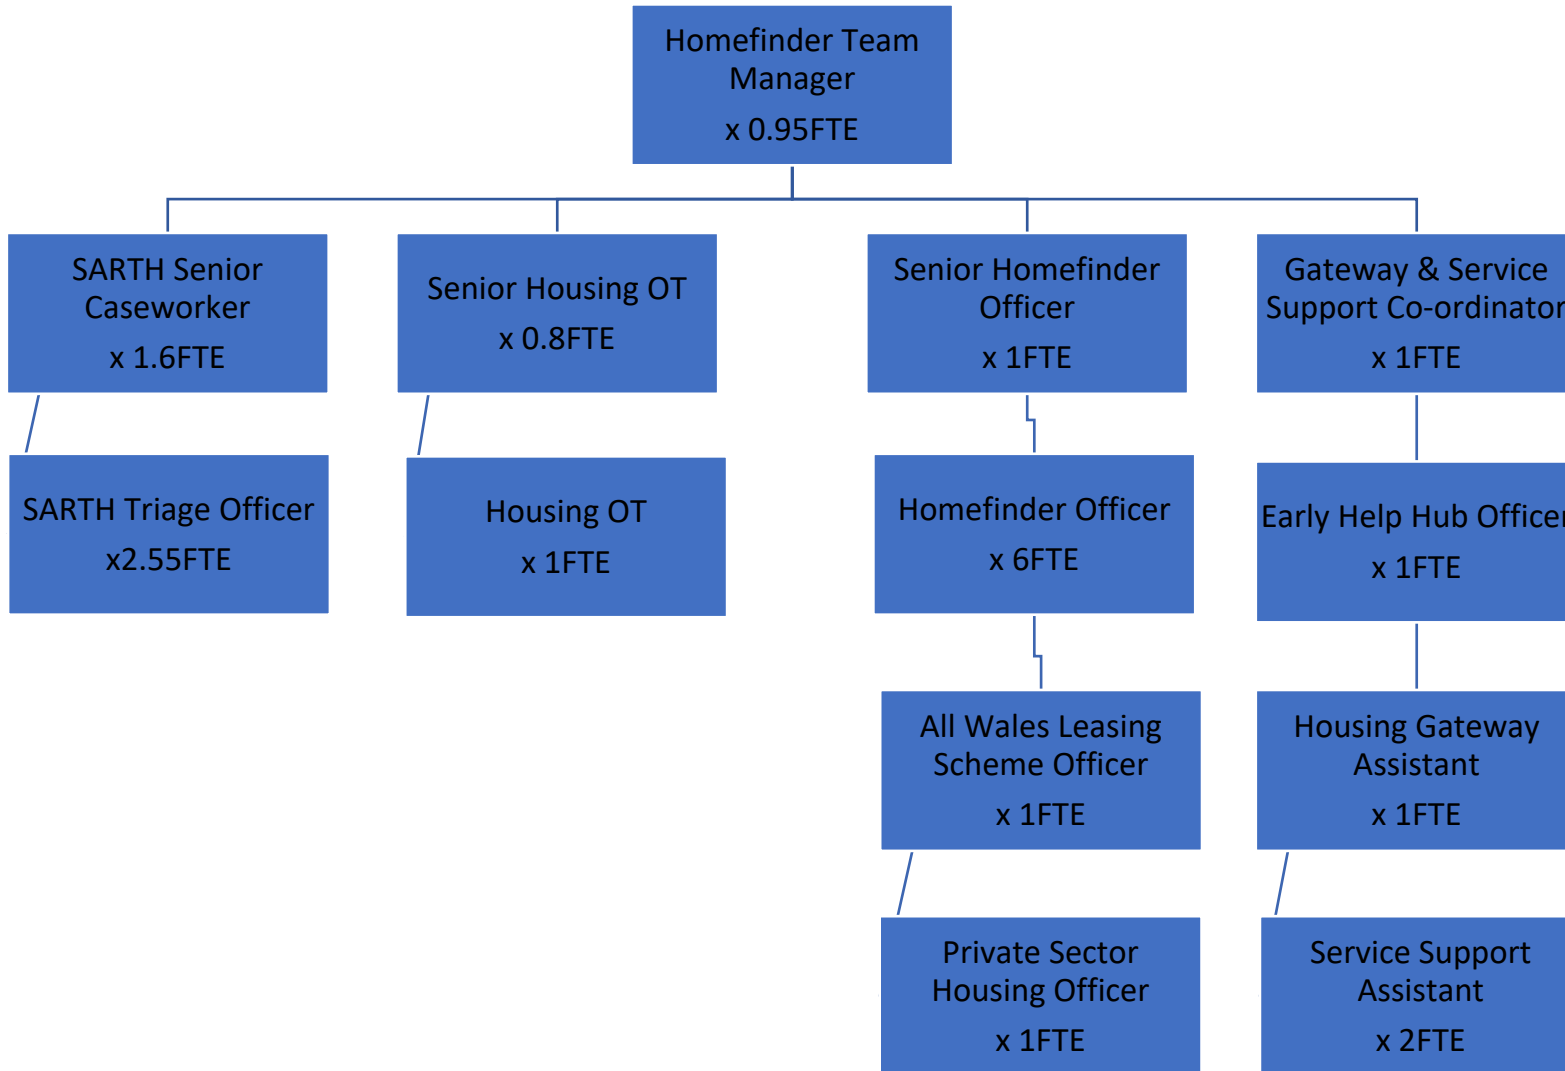 Homefinder Team
Manager
x 0.95FTE
SARTH Senior
Caseworker
x 1.6FTE
Senior Housing OT
x 0.8FTE
Senior Homefinder
Officer
x 1FTE
Gateway & Service
Support Co-ordinator
x 1FTE
SARTH Triage Officer
x2.55FTE
Housing OT
x 1FTE
Homefinder Officer
x 6FTE
Early Help Hub Officer
x 1FTE
All Wales Leasing
Scheme Officer
x 1FTE
Housing Gateway
Assistant
x 1FTE
Private Sector
Housing Officer
x 1FTE
Service Support
Assistant
x 2FTE